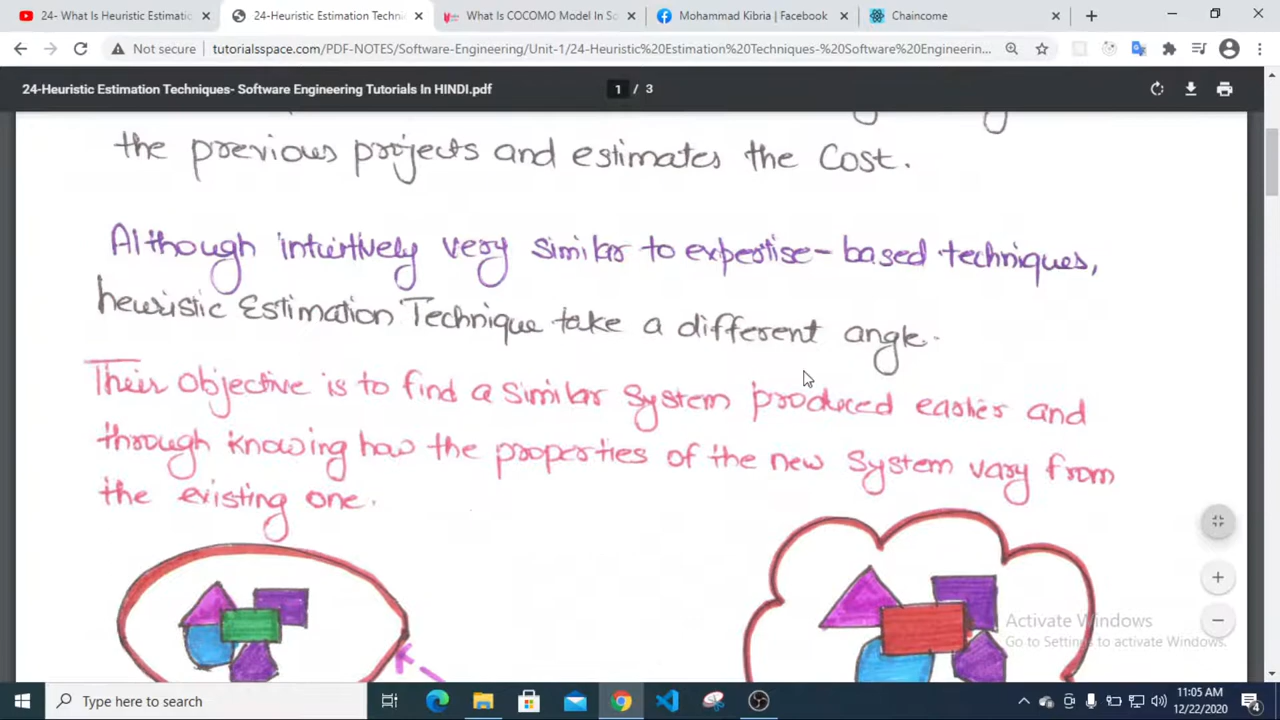 24- What Is Heuristic Estimatic
24-Heuristic Estimation Techni
What Is COCOMO Model In So
Mohammad Kibria | Facebook
Chaincome
Not secure
tutorialsspace.com/PDF-NOTES/Software-Engineering/Unit-1/24-Heuristic%20Estimation%20Techniques-%20Software%20Engineerin...
24-Heuristic Estimation Techniques- Software Engineering Tutorials In HINDI.pdf
1 / 3
the previous projects and estimates the Cost.
Although intuirtively very similar to expertise-based techniques,
heuristic Estimation Technique take a different angle.
Their objective is to find a similar system produced easlier and
through knowing how the properties of the new system vary from
the existing one.
Activate Windows
Go to Settings to activate Windows.
Type here to search
11:05 AM
12/22/2020
4